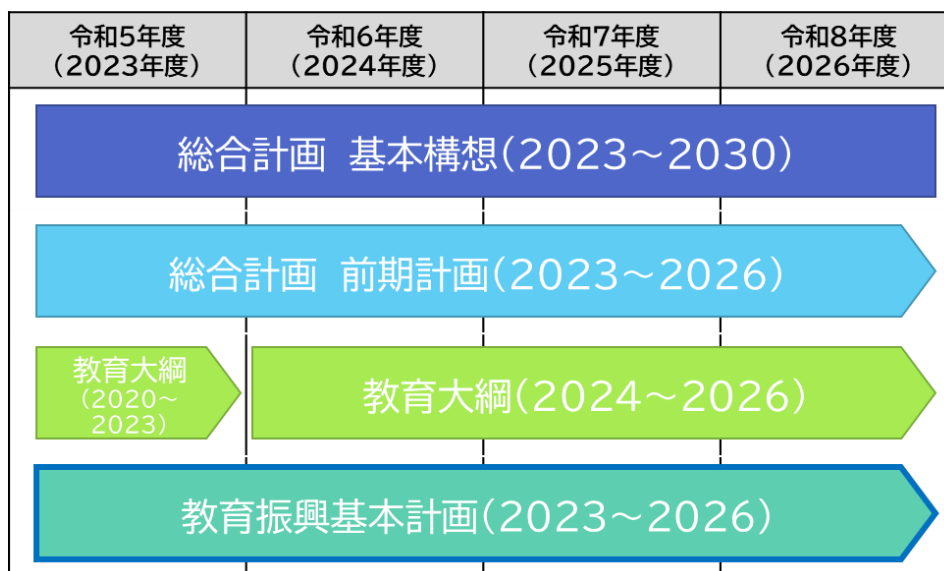 令和5年度
（2023年度）
令和6年度
（2024年度）
令和7年度
（2025年度）
令和8年度
（2026年度）
総合計画 基本構想（2023～2030）
総合計画 前期計画（2023～2026）
教育大綱
（2020～
2023）
教育大綱（2024～2026）
教育振興基本計画（2023～2026）